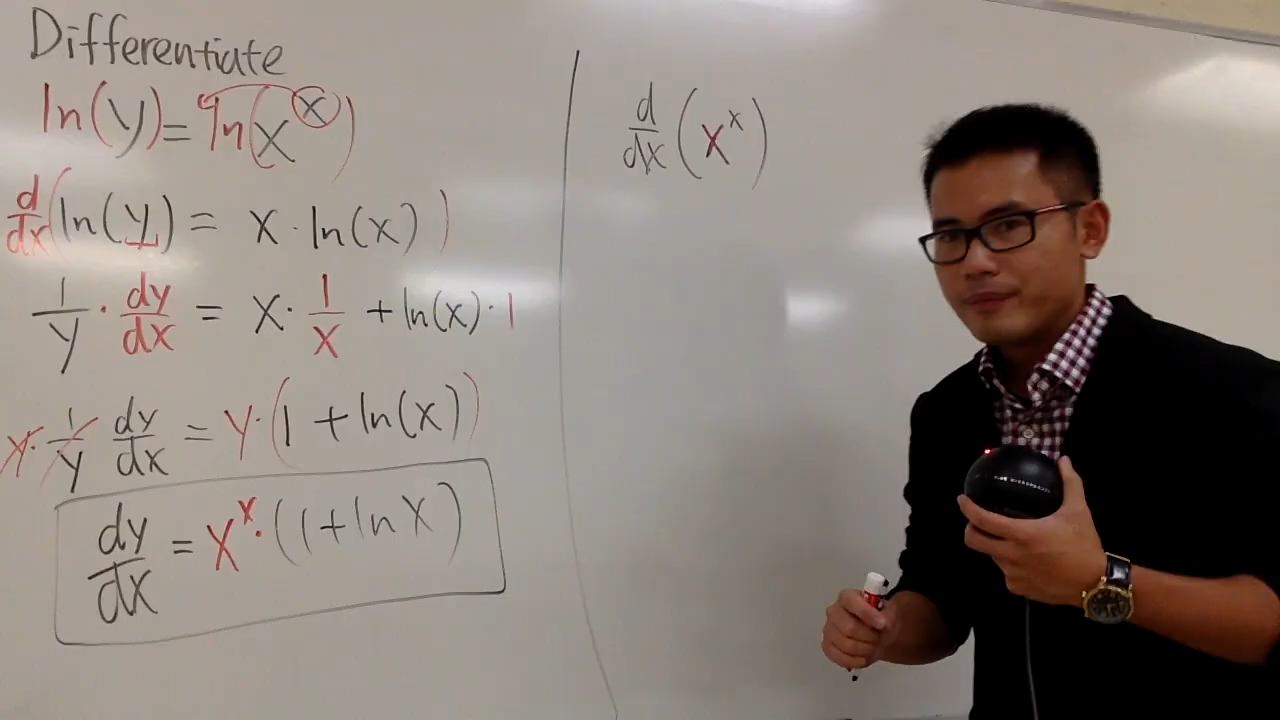 Differentiate
ln(y) = ln(x^x)
d/dx (ln(y) = x · ln(x))
1/y · dy/dx = x · 1/x + ln(x) · 1
y · 1/y dy/dx = y · (1 + ln(x))
dy/dx = x^x · (1 + ln x)
d/dx (x^x)